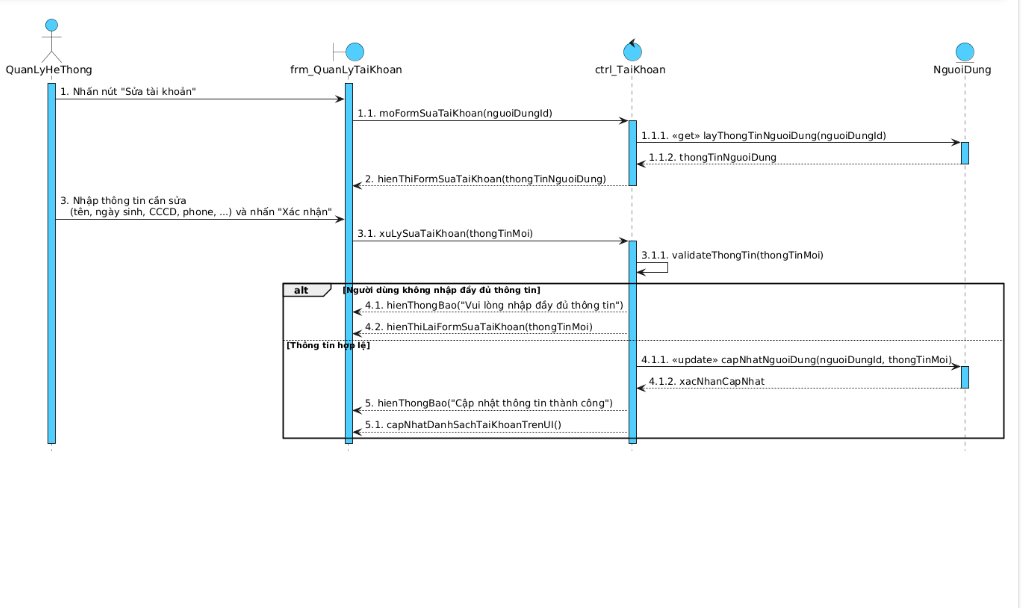 QuanLyHeThong
frm_QuanLyTaiKhoan
ctrl_TaiKhoan
NguoiDung
1. Nhấn nút "Sửa tài khoản"
1.1. moFormSuaTaiKhoan(nguoiDungId)
1.1.1. «get» layThongTinNguoiDung(nguoiDungId)
1.1.2. thongTinNguoiDung
2. hienThiFormSuaTaiKhoan(thongTinNguoiDung)
3. Nhập thông tin cần sửa
(tên, ngày sinh, CCCD, phone, ...) và nhấn "Xác nhận"
3.1. xuLySuaTaiKhoan(thongTinMoi)
3.1.1. validateThongTin(thongTinMoi)
alt [Người dùng không nhập đầy đủ thông tin]
4.1. hienThongBao("Vui lòng nhập đầy đủ thông tin")
4.2. hienThiLaiFormSuaTaiKhoan(thongTinMoi)
[Thông tin hợp lệ]
4.1.1. «update» capNhatNguoiDung(nguoiDungId, thongTinMoi)
4.1.2. xacNhanCapNhat
5. hienThongBao("Cập nhật thông tin thành công")
5.1. capNhatDanhSachTaiKhoanTrenUI()